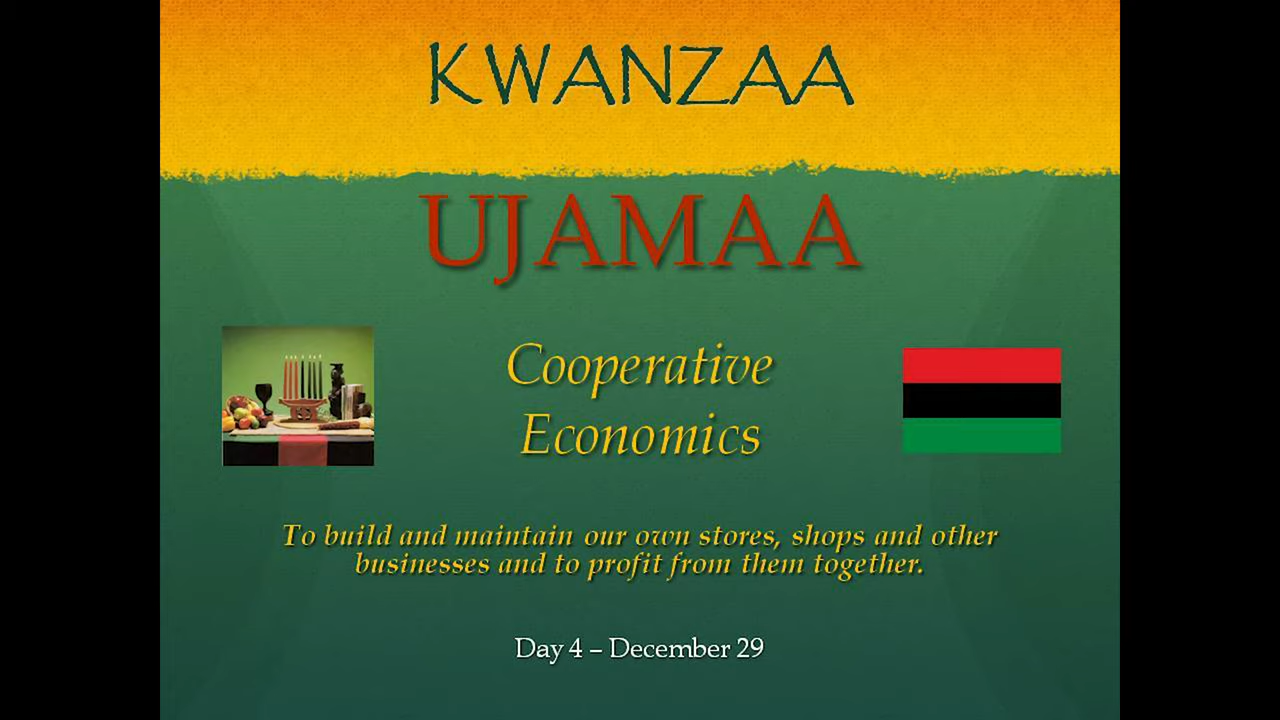 KWANZAA
UJAMAA
Cooperative
Economics
To build and maintain our own stores, shops and other
businesses and to profit from them together.
Day 4 – December 29